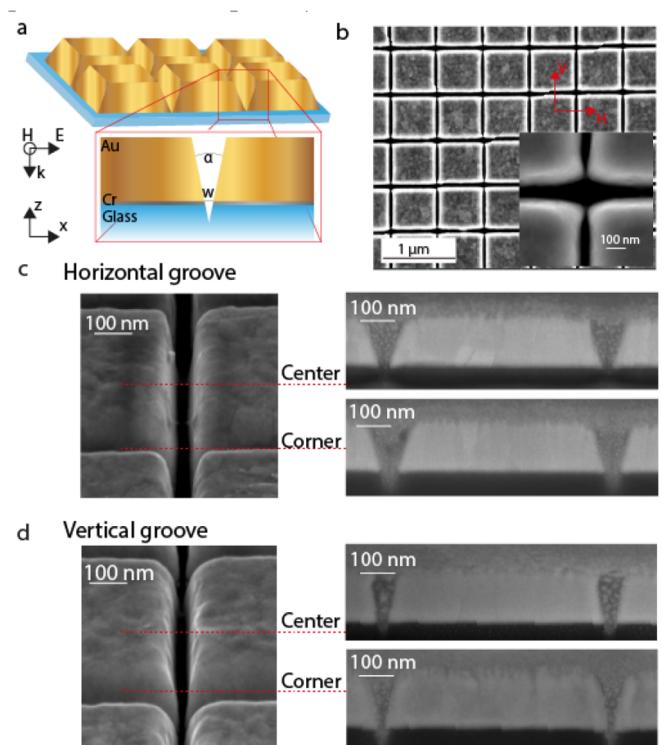 a
b
H E
k
Au
α
w
z
Cr
Glass
x
V
H
1 μm
100 nm
c Horizontal groove
100 nm
Center
Corner
100 nm
100 nm
d Vertical groove
100 nm
Center
Corner
100 nm
100 nm